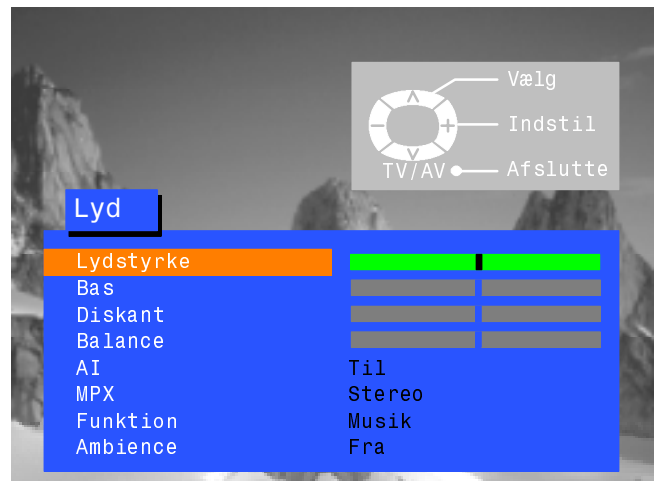 Vælg
Indstil
TV/AV Afslutte
Lyd
Lydstyrke
Bas
Diskant
Balance
AI Til
MPX Stereo
Funktion Musik
Ambience Fra